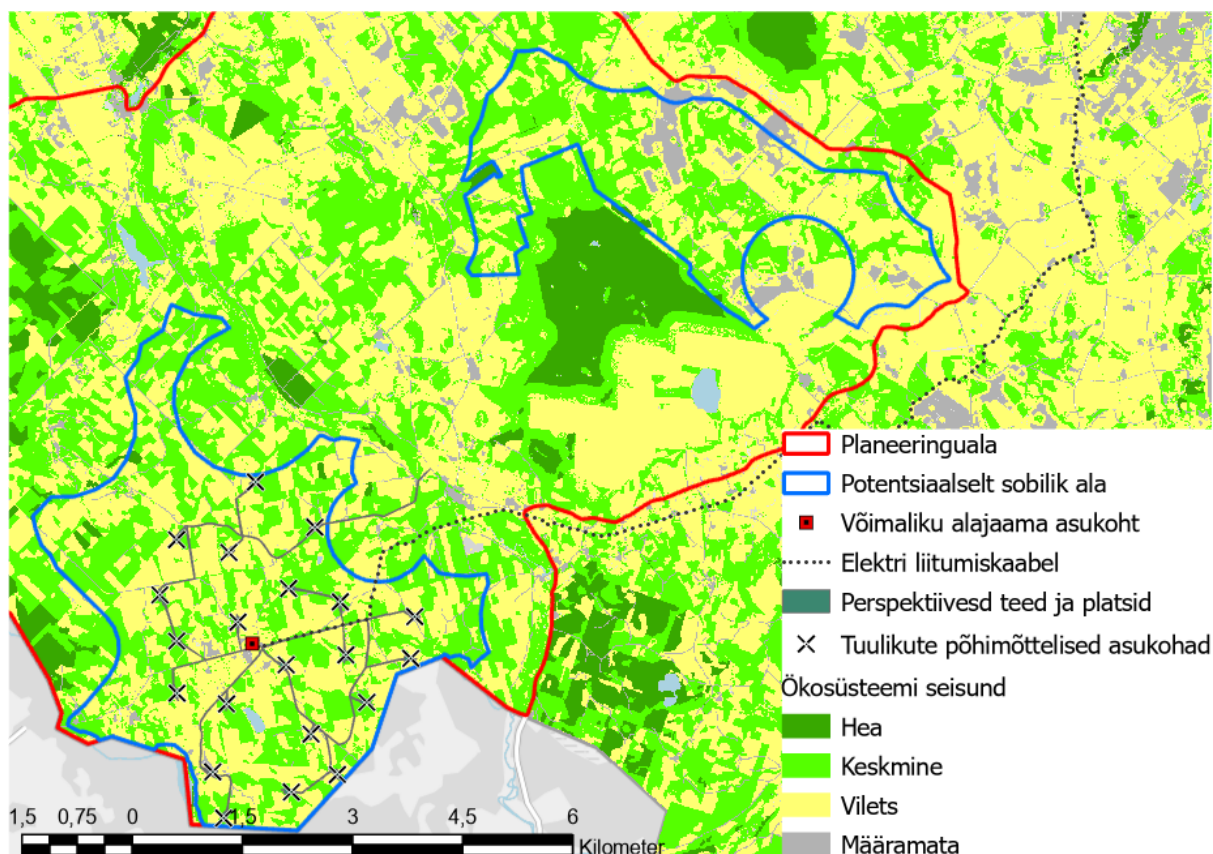 Planeeringuala
Potentsiaalselt sobilik ala
Võimaliku alajaama asukoht
Elektri liitumiskaabel
Perspektiivesd teed ja platsid
Tuulikute põhimõttelised asukohad
Ökosüsteemi seisund
Hea
Keskmine
Vilets
Määramata
1,5 0,75 0 1,5 3 4,5 6
Kilometer